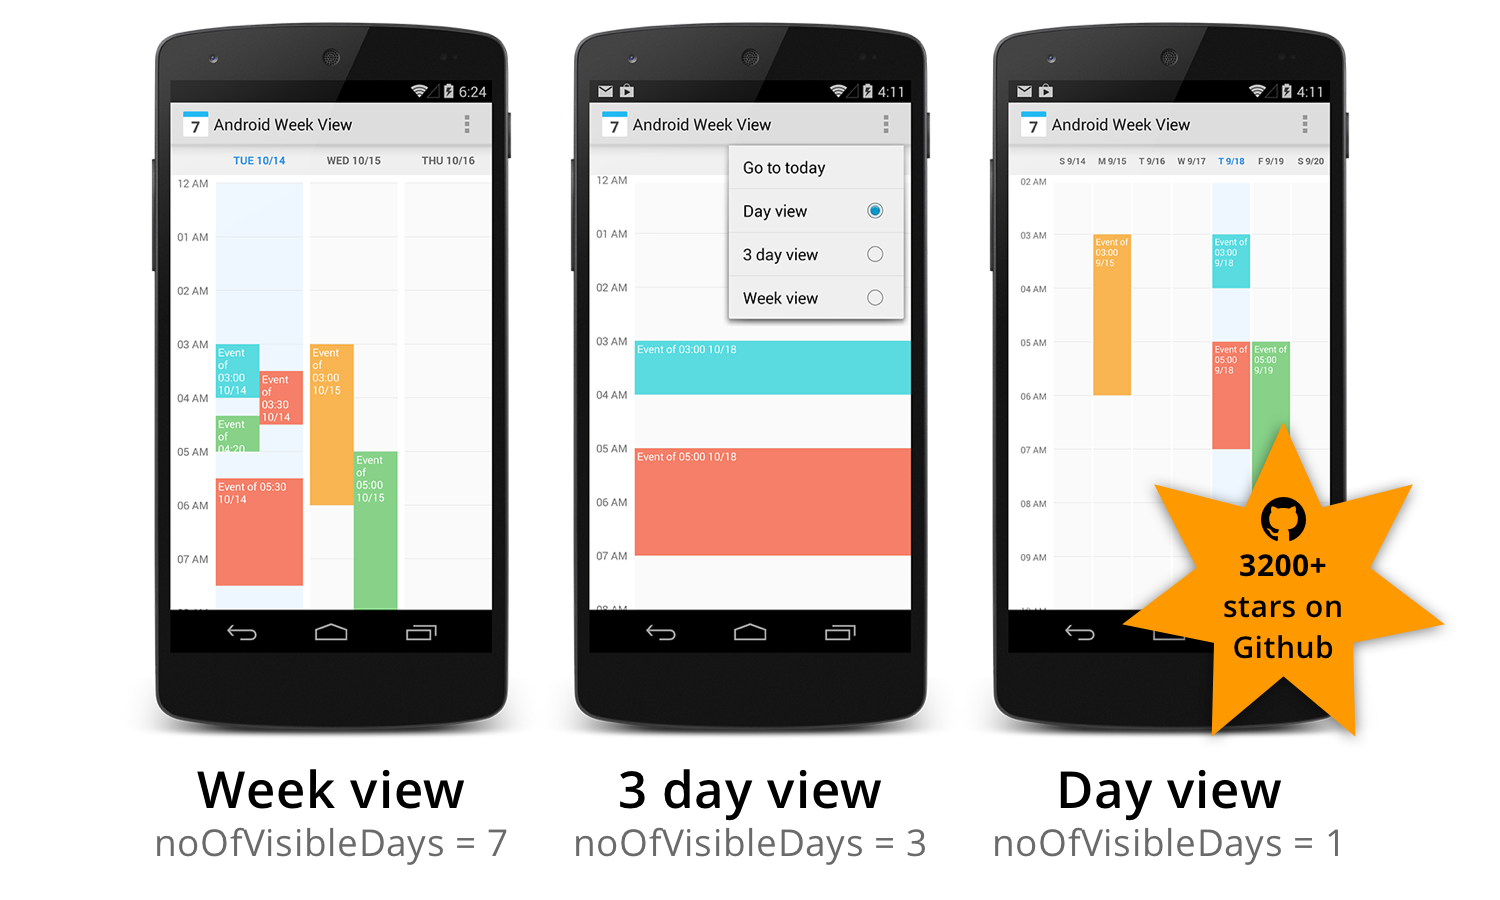 6:24
7 Android Week View
TUE 10/14 WED 10/15 THU 10/16
12 AM
01 AM
02 AM
03 AM
04 AM
05 AM
06 AM
07 AM
Event
of
03:00
10/14
Event
of
03:30
10/14
Event
of
04:20
Event of 05:30
10/14
Event
of
03:00
10/15
Event
of
05:00
10/15
4:11
7 Android Week View
Go to today
Day view
3 day view
Week view
12 AM
01 AM
02 AM
03 AM
04 AM
05 AM
06 AM
07 AM
08 AM
Event of 03:00 10/18
Event of 05:00 10/18
4:11
7 Android Week View
S 9/14 M 9/15 T 9/16 W 9/17 T 9/18 F 9/19 S 9/20
02 AM
03 AM
04 AM
05 AM
06 AM
07 AM
08 AM
09 AM
Event of
03:00
9/15
Event of
03:00
9/18
Event of
05:00
9/18
Event of
05:00
9/19
3200+
stars on
Github
Week view
noOfVisibleDays = 7
3 day view
noOfVisibleDays = 3
Day view
noOfVisibleDays = 1